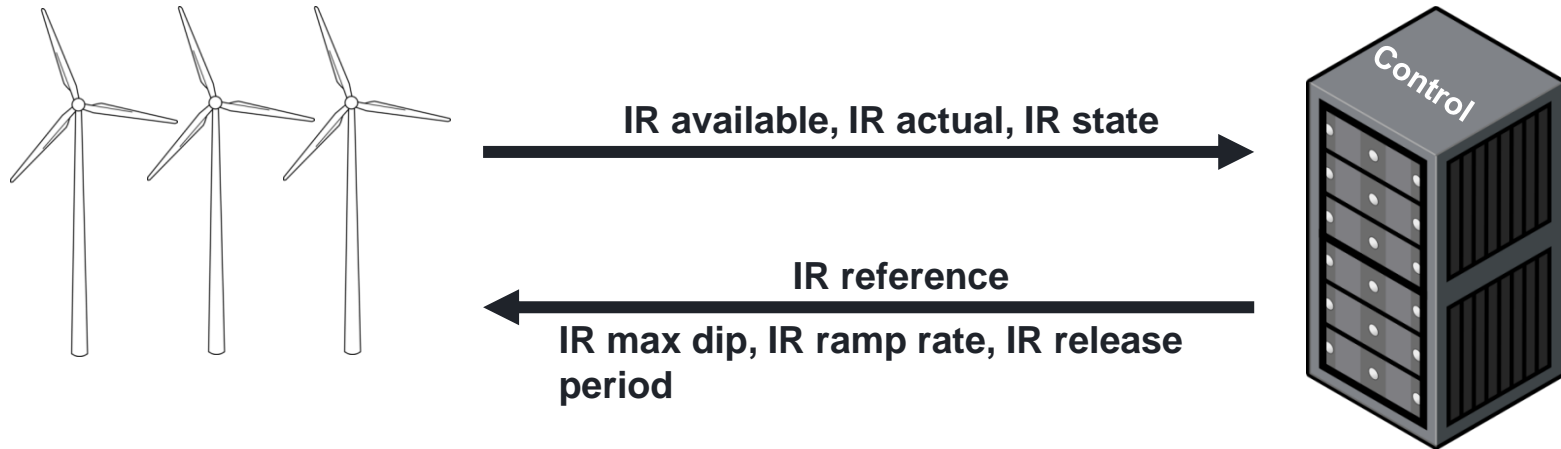 Control
IR available, IR actual, IR state
IR reference
IR max dip, IR ramp rate, IR release
period